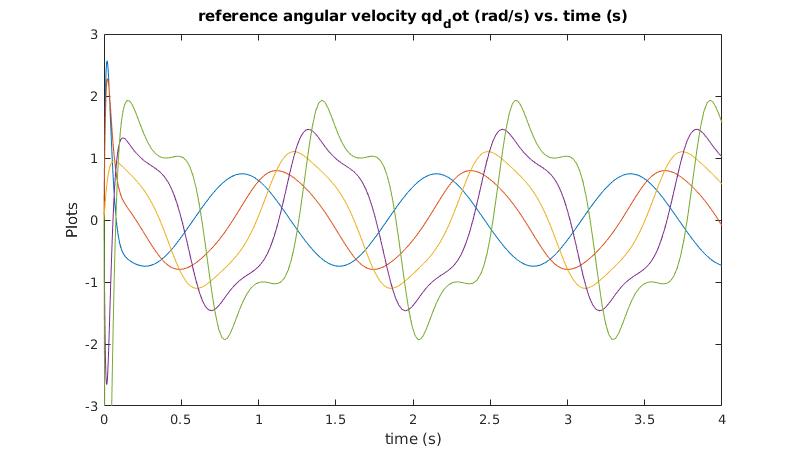 reference angular velocity qd_dot (rad/s) vs. time (s)
3
2
1
0
-1
-2
-3
Plots
0 0.5 1 1.5 2 2.5 3 3.5 4
time (s)